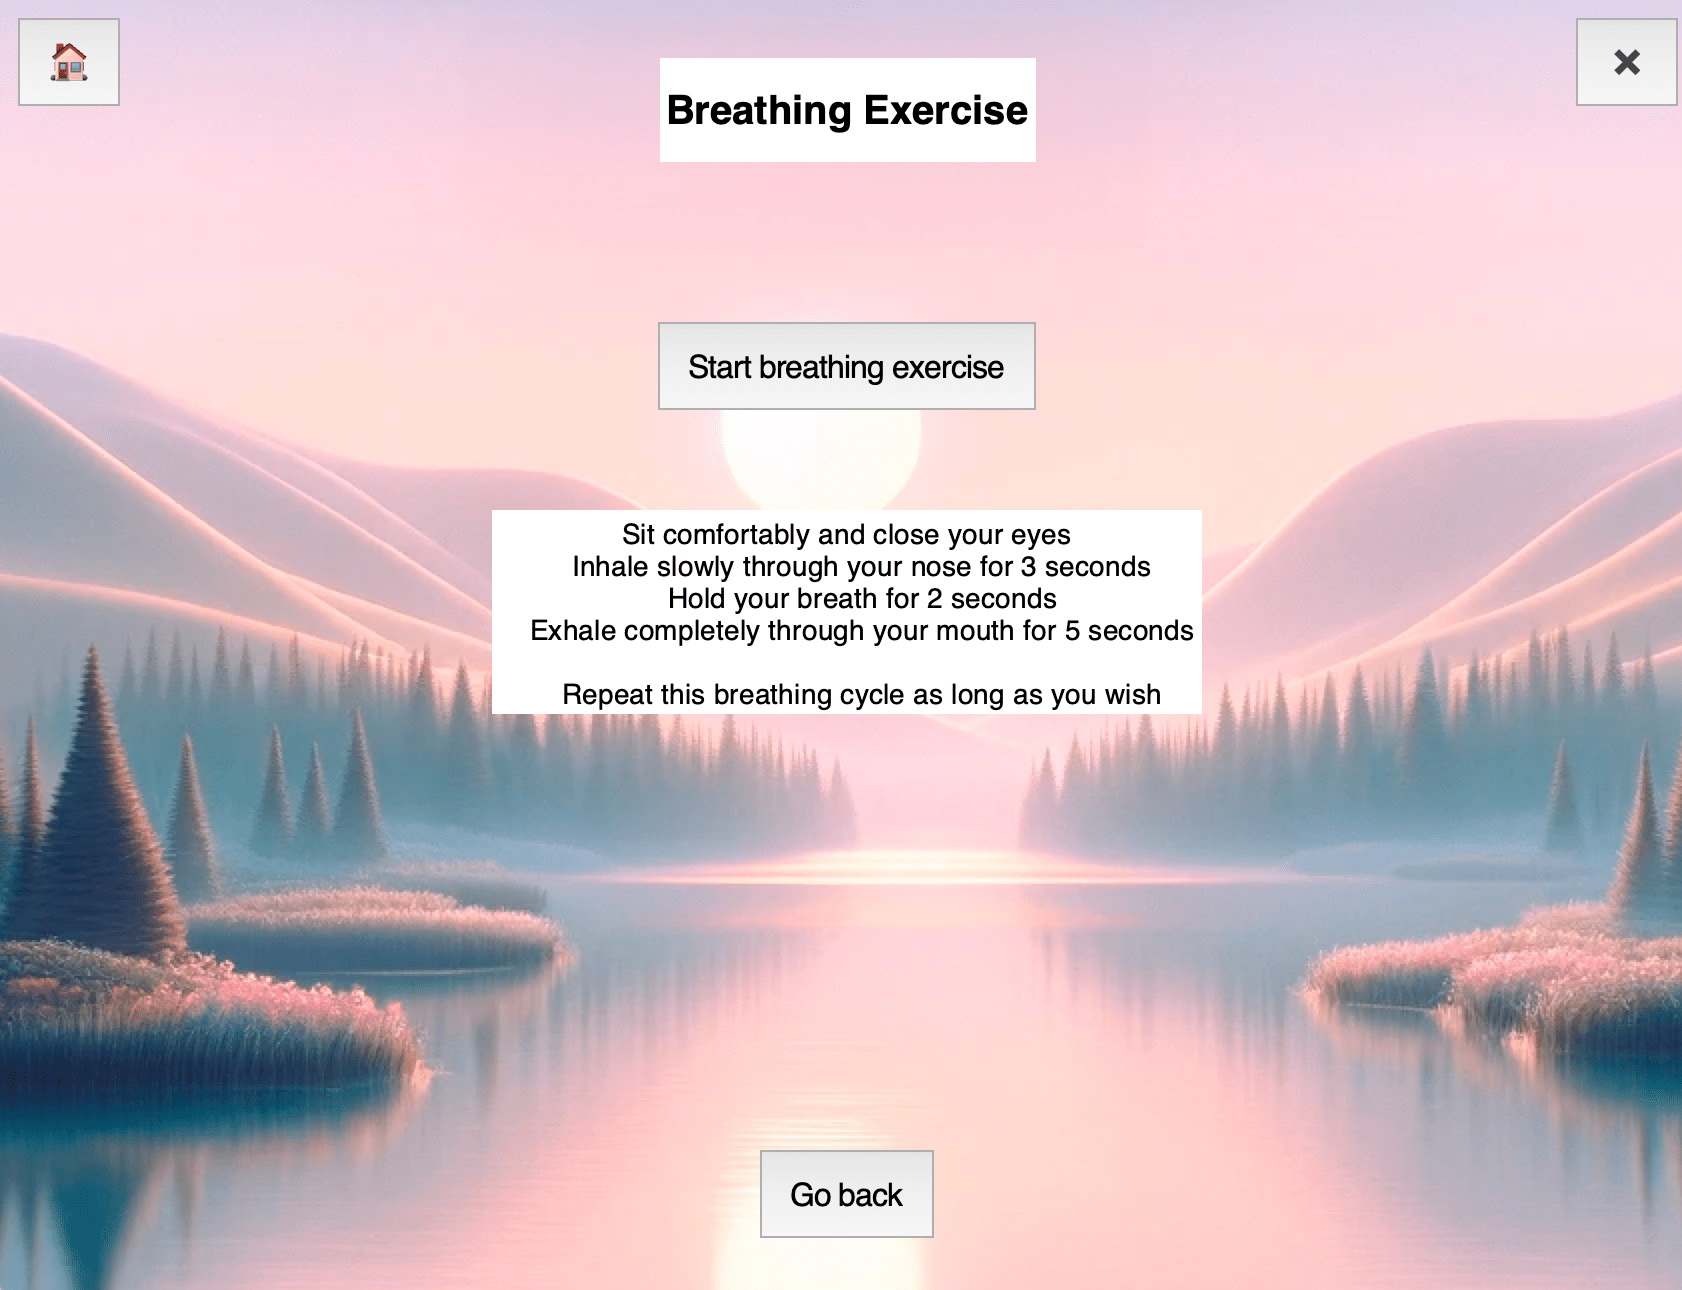 Breathing Exercise
Start breathing exercise
Sit comfortably and close your eyes
Inhale slowly through your nose for 3 seconds
Hold your breath for 2 seconds
Exhale completely through your mouth for 5 seconds
Repeat this breathing cycle as long as you wish
Go back